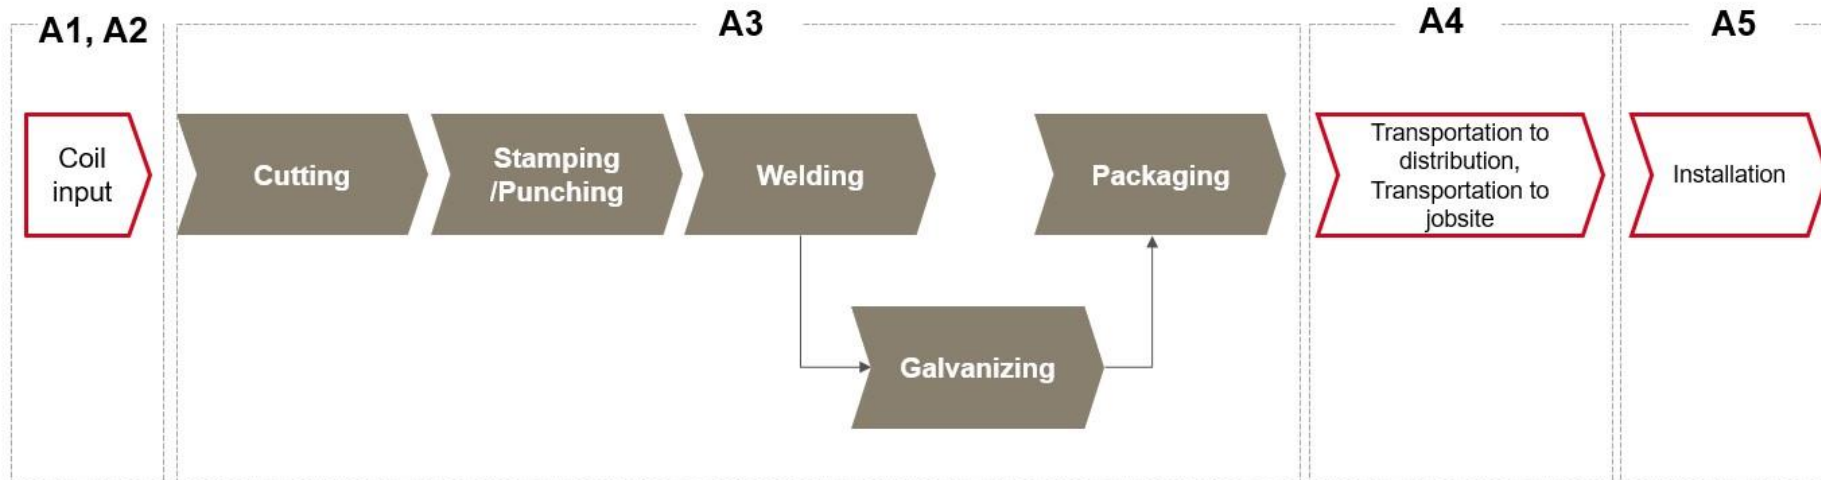 A1, A2
A3
A4
A5
Coil
input
Cutting
Stamping
/Punching
Welding
Packaging
Transportation to
distribution,
Transportation to
jobsite
Installation
Galvanizing